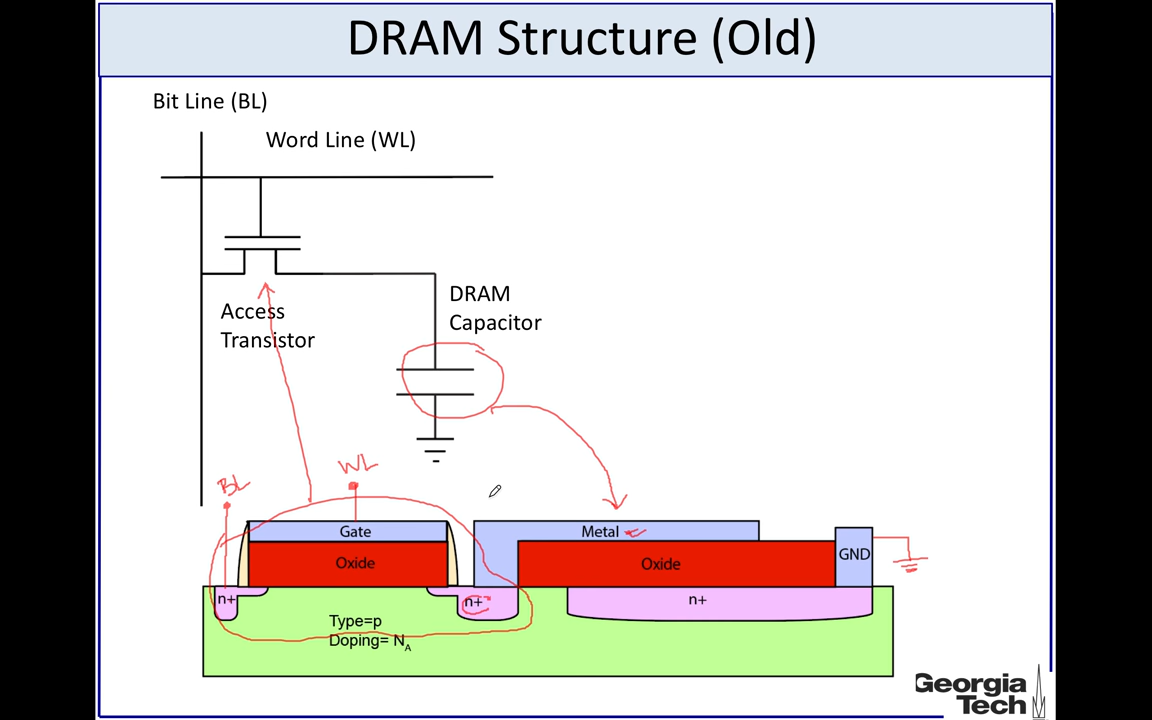 DRAM Structure (Old)
Bit Line (BL)
Word Line (WL)
DRAM
Capacitor
Access
Transistor
WL
BL
Gate
Metal
Oxide
Oxide
GND
n+
n+
n+
Type=p
Doping= NA
Georgia
Tech